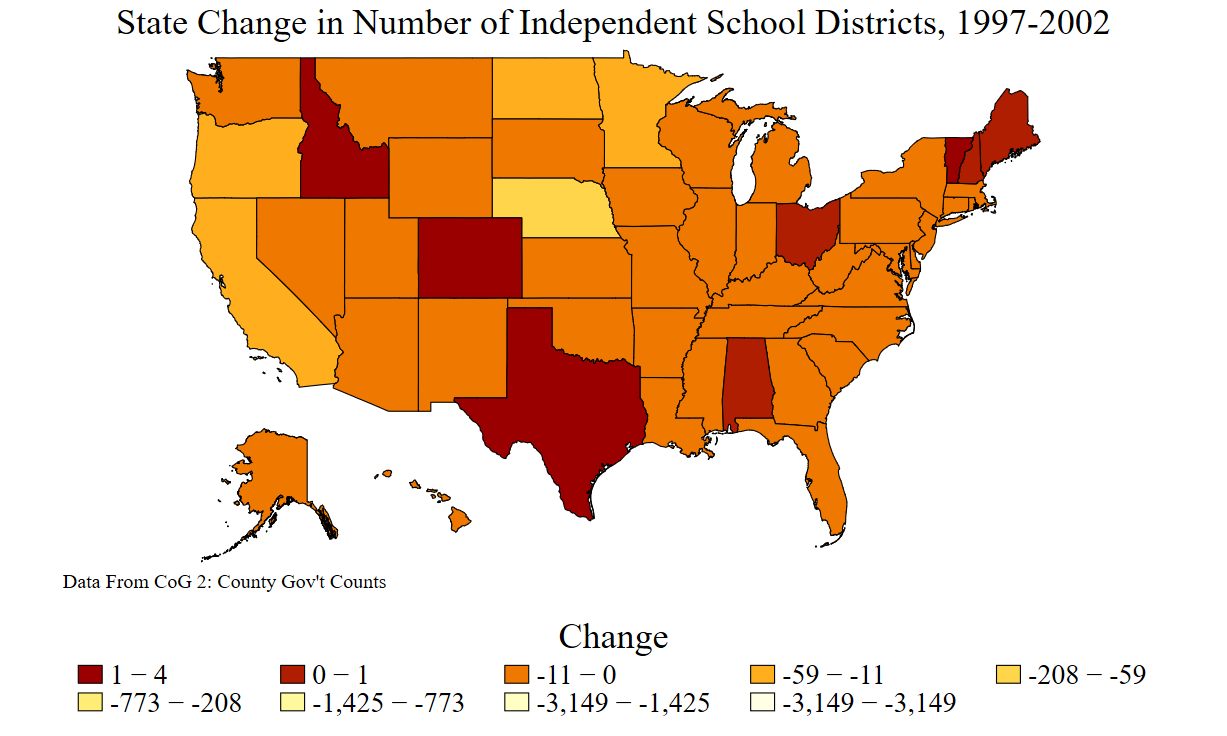 State Change in Number of Independent School Districts, 1997-2002
Data From CoG 2: County Gov't Counts
Change
1 − 4 0 − 1 -11 − 0 -59 − -11 -208 − -59
-773 − -208 -1,425 − -773 -3,149 − -1,425 -3,149 − -3,149